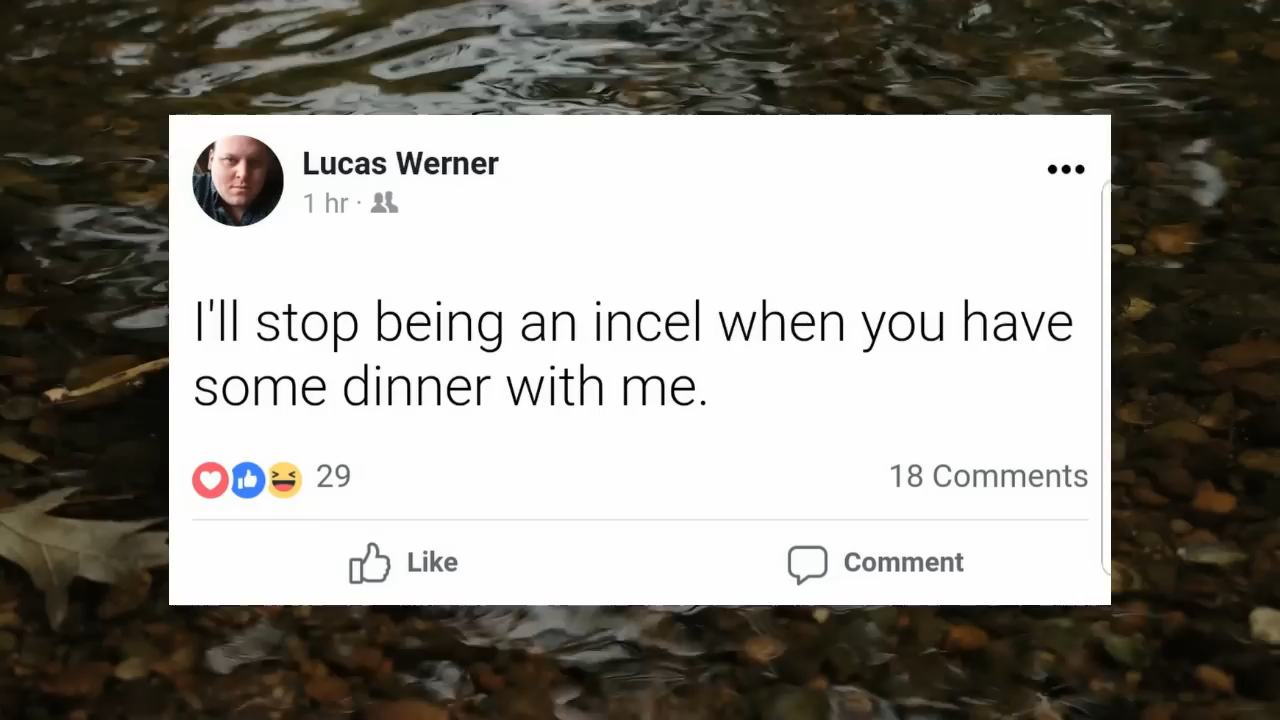 Lucas Werner
1 hr ·
I'll stop being an incel when you have
some dinner with me.
29
18 Comments
Like
Comment